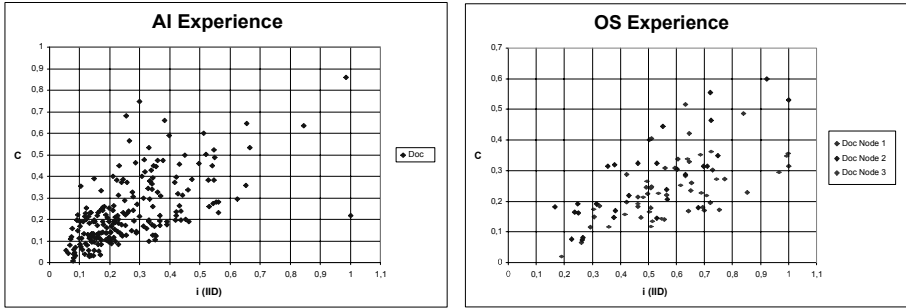 AI Experience
1
0,9
0,8
0,7
0,6
0,5
0,4
0,3
0,2
0,1
0
C
0 0,1 0,2 0,3 0,4 0,5 0,6 0,7 0,8 0,9 1 1,1
i (IID)
Doc
OS Experience
0,7
0,6
0,5
0,4
0,3
0,2
0,1
0
C
0 0,1 0,2 0,3 0,4 0,5 0,6 0,7 0,8 0,9 1 1,1
i (IID)
Doc Node 1
Doc Node 2
Doc Node 3